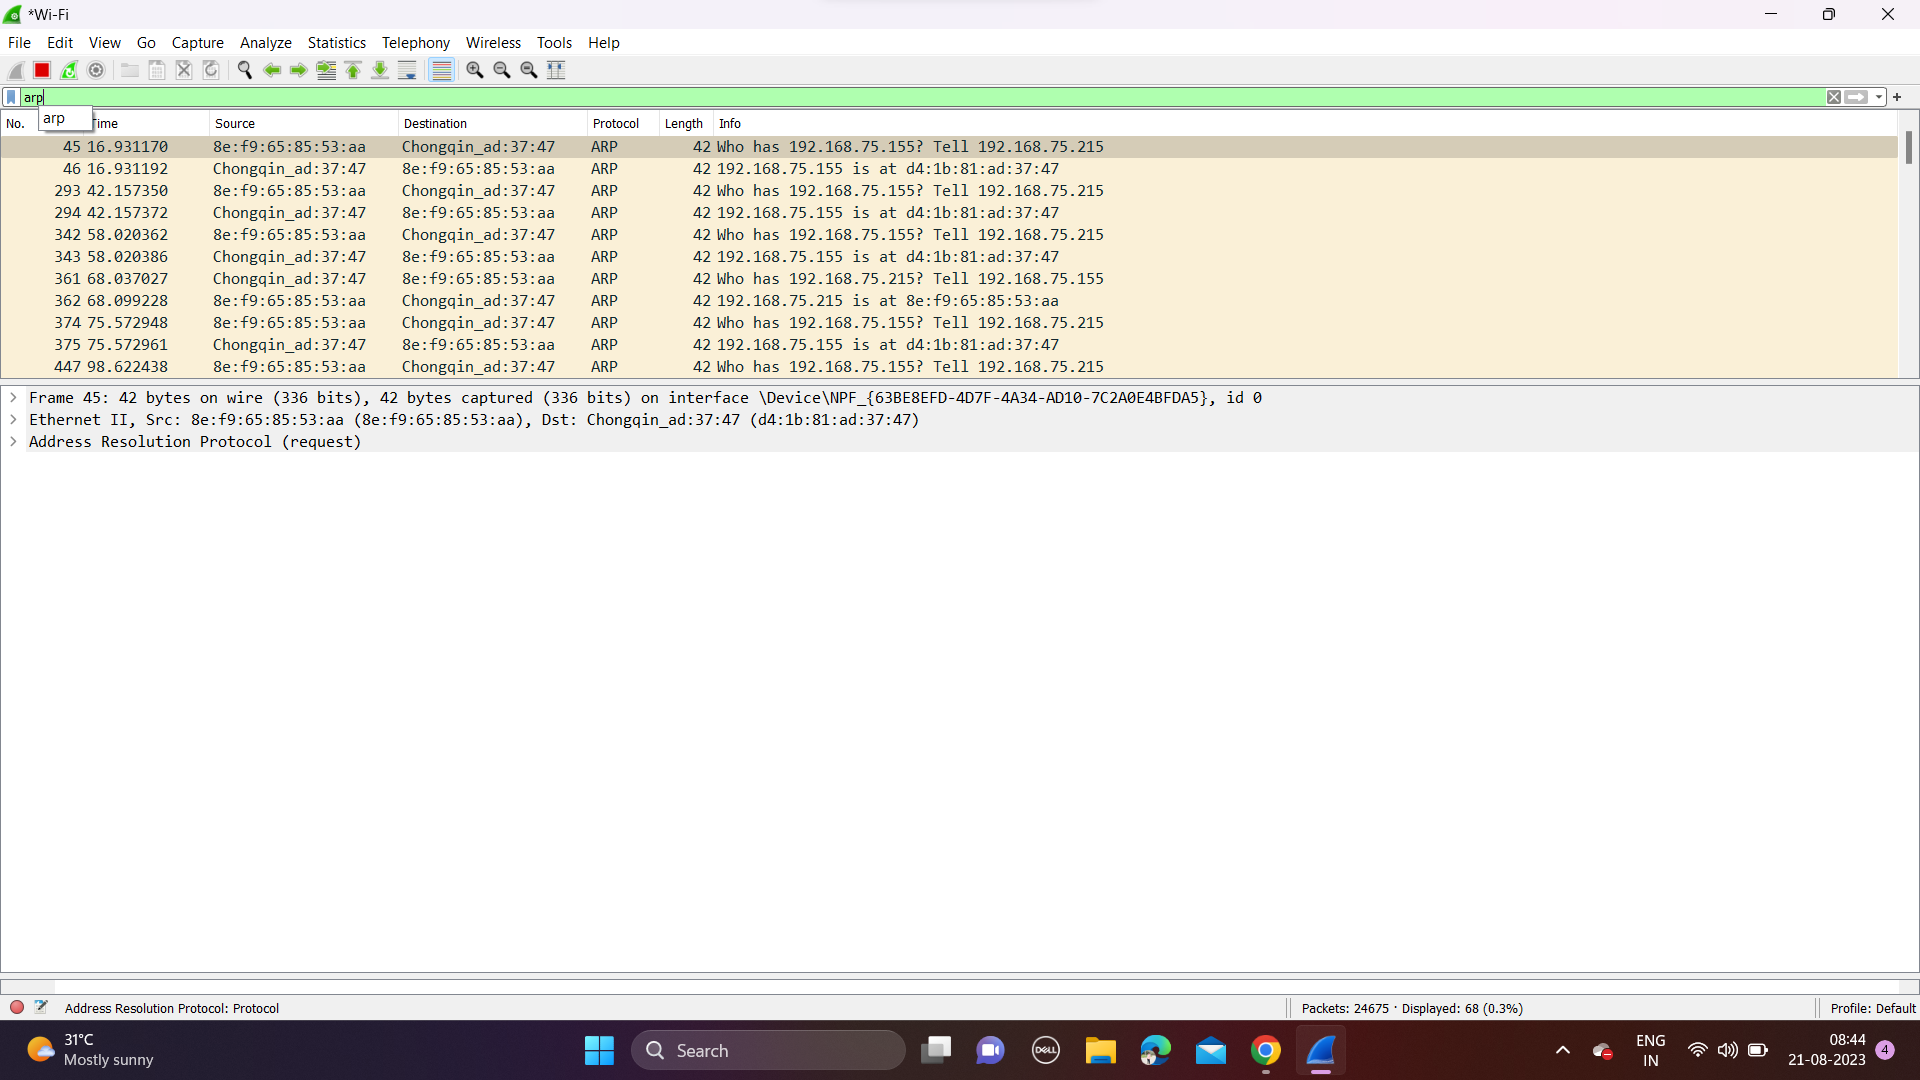 *Wi-Fi
File Edit View Go Capture Analyze Statistics Telephony Wireless Tools Help
arp
arp
No. Time Source Destination Protocol Length Info
45 16.931170 8e:f9:65:85:53:aa Chongqin_ad:37:47 ARP 42 Who has 192.168.75.155? Tell 192.168.75.215
46 16.931192 Chongqin_ad:37:47 8e:f9:65:85:53:aa ARP 42 192.168.75.155 is at d4:1b:81:ad:37:47
293 42.157350 8e:f9:65:85:53:aa Chongqin_ad:37:47 ARP 42 Who has 192.168.75.155? Tell 192.168.75.215
294 42.157372 Chongqin_ad:37:47 8e:f9:65:85:53:aa ARP 42 192.168.75.155 is at d4:1b:81:ad:37:47
342 58.020362 8e:f9:65:85:53:aa Chongqin_ad:37:47 ARP 42 Who has 192.168.75.155? Tell 192.168.75.215
343 58.020386 Chongqin_ad:37:47 8e:f9:65:85:53:aa ARP 42 192.168.75.155 is at d4:1b:81:ad:37:47
361 68.037027 Chongqin_ad:37:47 8e:f9:65:85:53:aa ARP 42 Who has 192.168.75.215? Tell 192.168.75.155
362 68.099228 8e:f9:65:85:53:aa Chongqin_ad:37:47 ARP 42 192.168.75.215 is at 8e:f9:65:85:53:aa
374 75.572948 8e:f9:65:85:53:aa Chongqin_ad:37:47 ARP 42 Who has 192.168.75.155? Tell 192.168.75.215
375 75.572961 Chongqin_ad:37:47 8e:f9:65:85:53:aa ARP 42 192.168.75.155 is at d4:1b:81:ad:37:47
447 98.622438 8e:f9:65:85:53:aa Chongqin_ad:37:47 ARP 42 Who has 192.168.75.155? Tell 192.168.75.215
Frame 45: 42 bytes on wire (336 bits), 42 bytes captured (336 bits) on interface \Device\NPF_{63BE8EFD-4D7F-4A34-AD10-7C2A0E4BFDA5}, id 0
Ethernet II, Src: 8e:f9:65:85:53:aa (8e:f9:65:85:53:aa), Dst: Chongqin_ad:37:47 (d4:1b:81:ad:37:47)
Address Resolution Protocol (request)
Address Resolution Protocol: Protocol Packets: 24675 · Displayed: 68 (0.3%) Profile: Default
31°C
Mostly sunny
Search
DELL
ENG
IN
08:44
21-08-2023
4